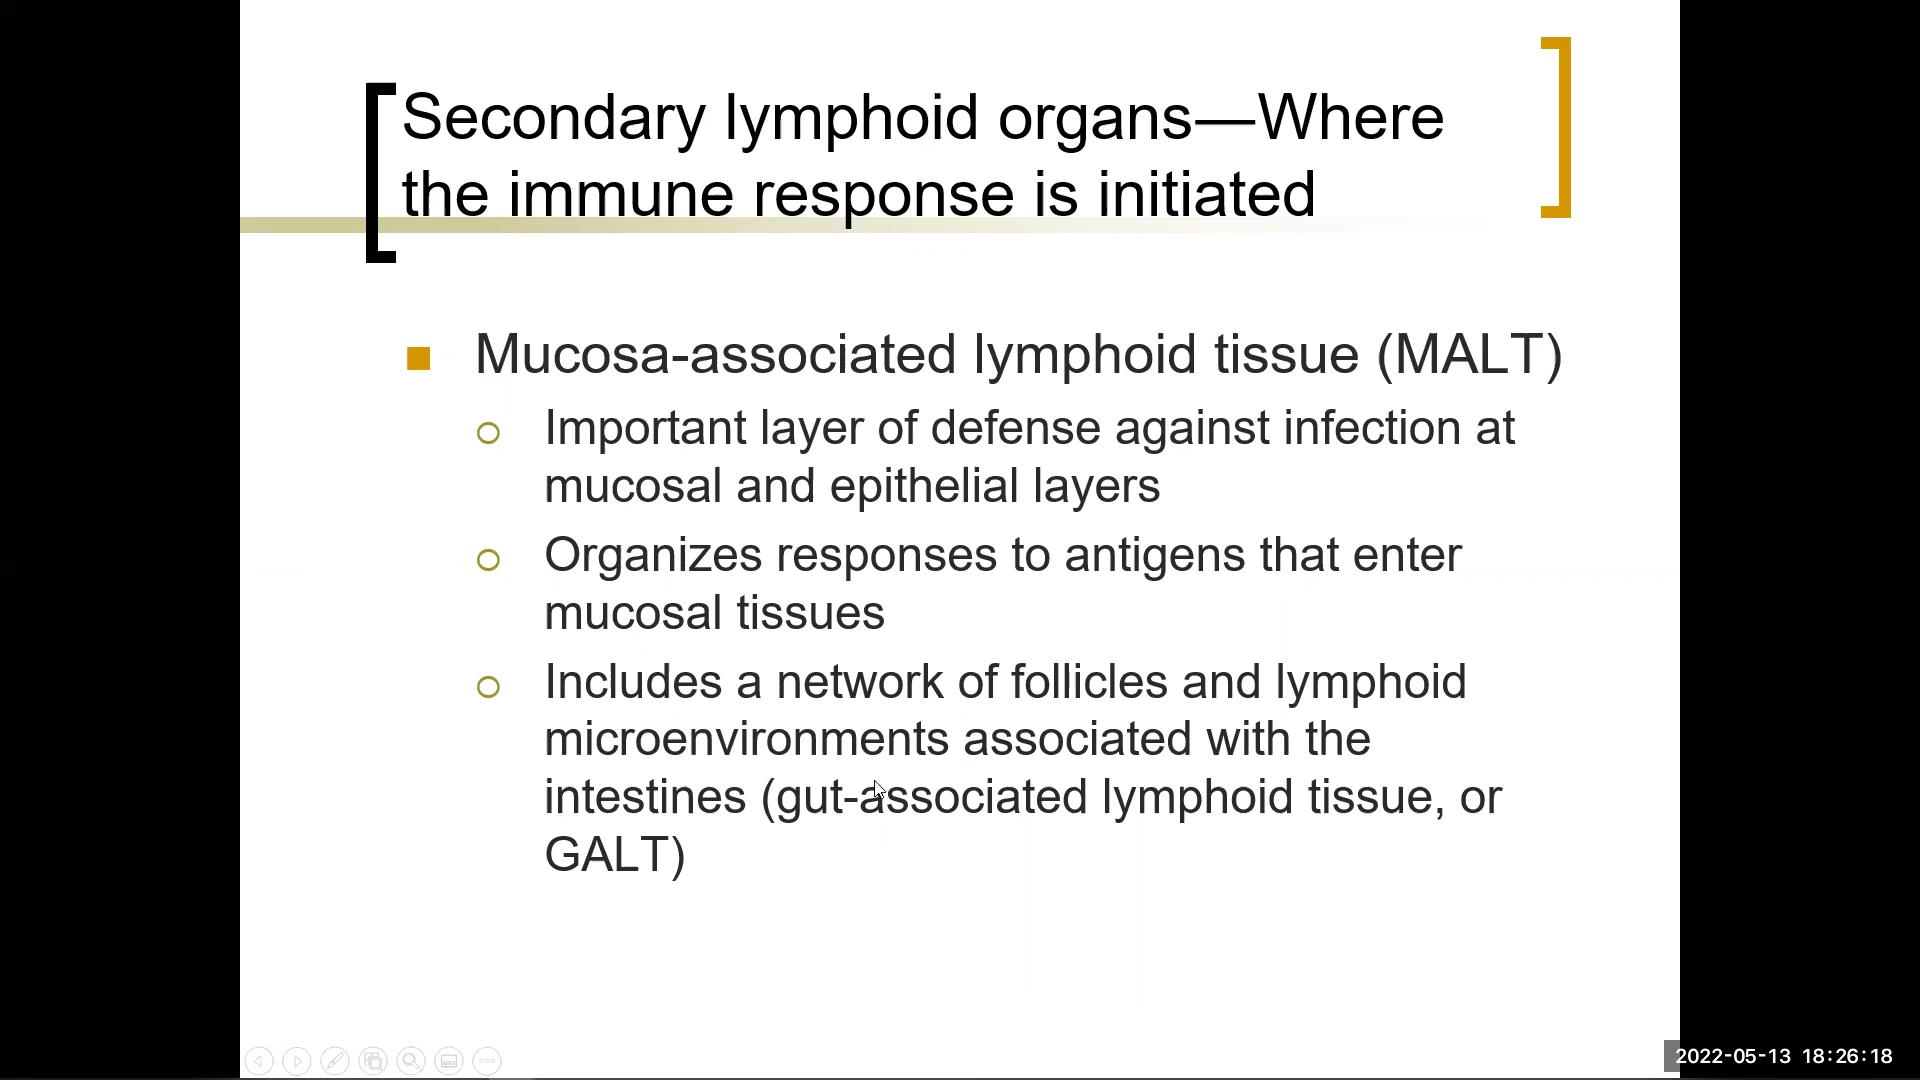 Secondary lymphoid organs—Where
the immune response is initiated
Mucosa-associated lymphoid tissue (MALT)
Important layer of defense against infection at
mucosal and epithelial layers
Organizes responses to antigens that enter
mucosal tissues
Includes a network of follicles and lymphoid
microenvironments associated with the
intestines (gut-associated lymphoid tissue, or
GALT)
2022-05-13 18:26:18